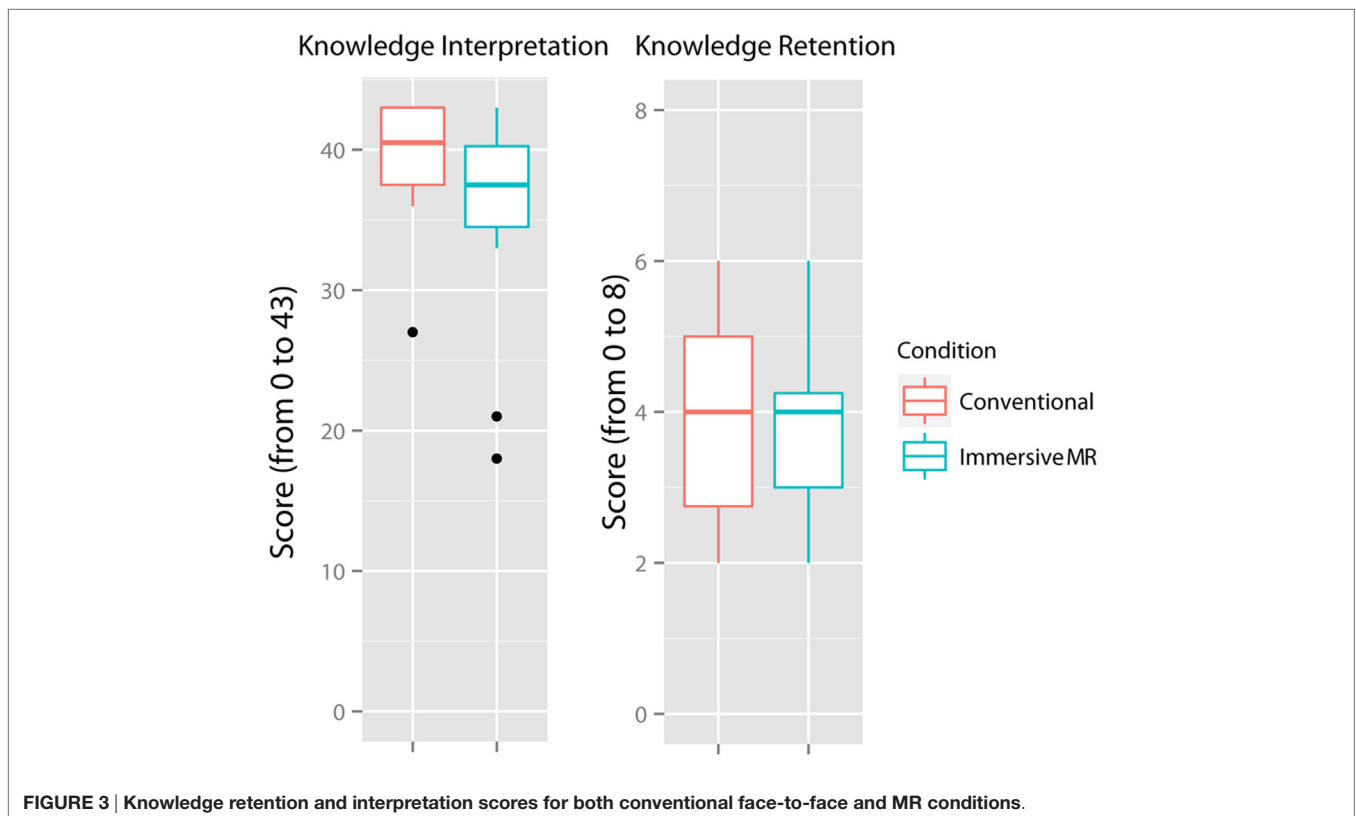 Knowledge Interpretation
Knowledge Retention
Score (from 0 to 43)
40
30
20
10
0
Score (from 0 to 8)
8
6
4
2
0
Condition
Conventional
Immersive MR
FIGURE 3 | Knowledge retention and interpretation scores for both conventional face-to-face and MR conditions.